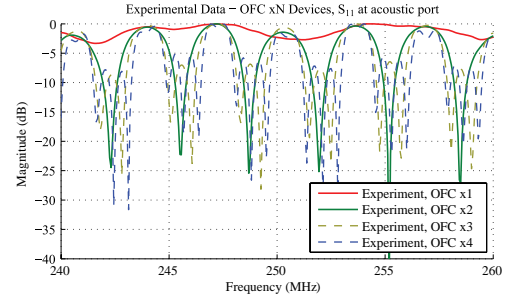 Experimental Data − OFC xN Devices, S₁₁ at acoustic port
0
−5
−10
−15
−20
−25
−30
−35
−40
Magnitude (dB)
Experiment, OFC x1
Experiment, OFC x2
Experiment, OFC x3
Experiment, OFC x4
240 245 250 255 260
Frequency (MHz)